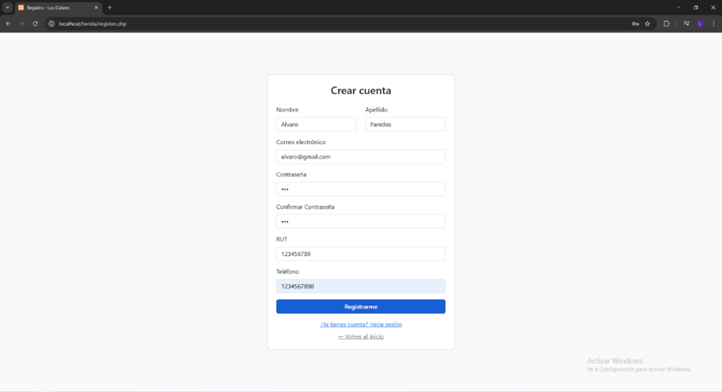 Registro - Los Cobres
localhost/tienda/registro.php
Crear cuenta
Nombre Apellido
Alvaro Paredes
Correo electrónico
alvaro@gmail.com
Contraseña
•••
Confirmar Contraseña
•••
RUT
123456789
Teléfono
1234567890
Registrarme
¿Ya tienes cuenta? Inicia sesión
← Volver al inicio
Activar Windows
Ve a Configuración para activar Windows.